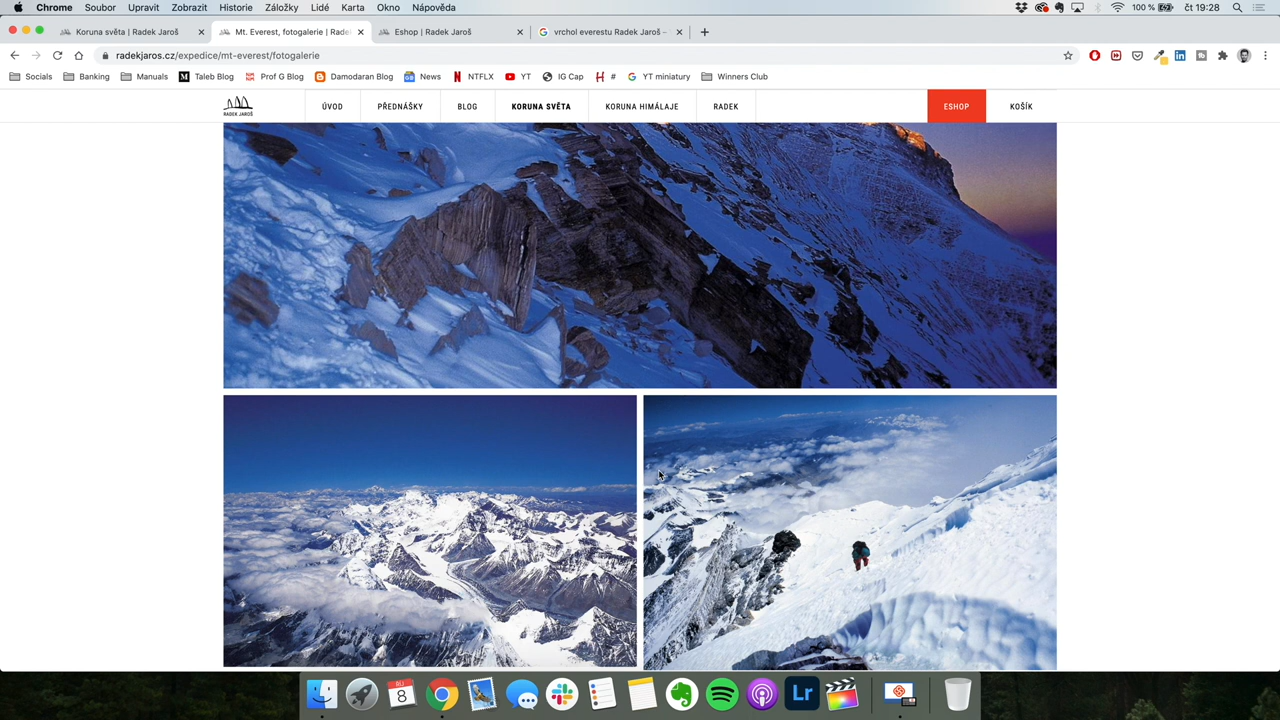 Chrome Soubor Upravit Zobrazit Historie Záložky Lidé Karta Okno Nápověda 100 % čt 19:28
Koruna světa | Radek Jaroš Mt. Everest, fotogalerie | Rade Eshop | Radek Jaroš vrchol everestu Radek Jaroš –
radekjaros.cz/expedice/mt-everest/fotogalerie
Socials Banking Manuals Taleb Blog Prof G Blog Damodaran Blog News NTFLX YT IG Cap # YT miniatury Winners Club
RADEK JAROŠ ÚVOD PŘEDNÁŠKY BLOG KORUNA SVĚTA KORUNA HIMÁLAJE RADEK ESHOP KOŠÍK
ŘÍJ
8
Lr